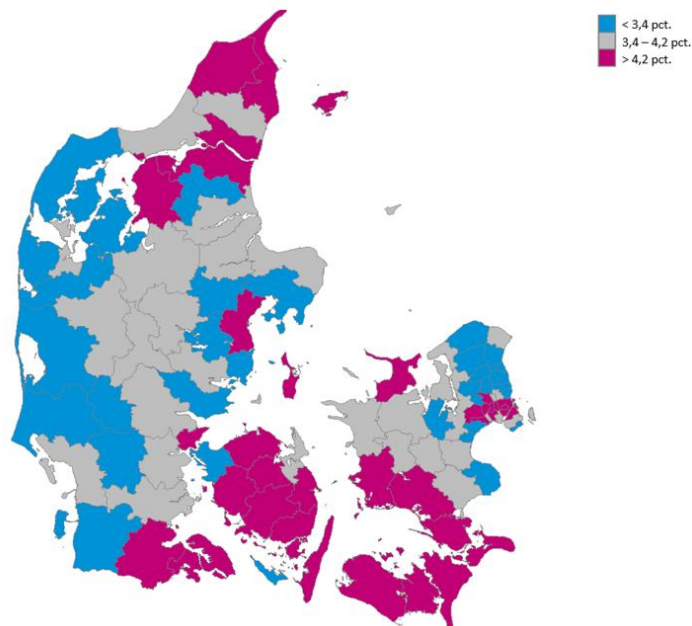 < 3,4 pct.
3,4 – 4,2 pct.
> 4,2 pct.